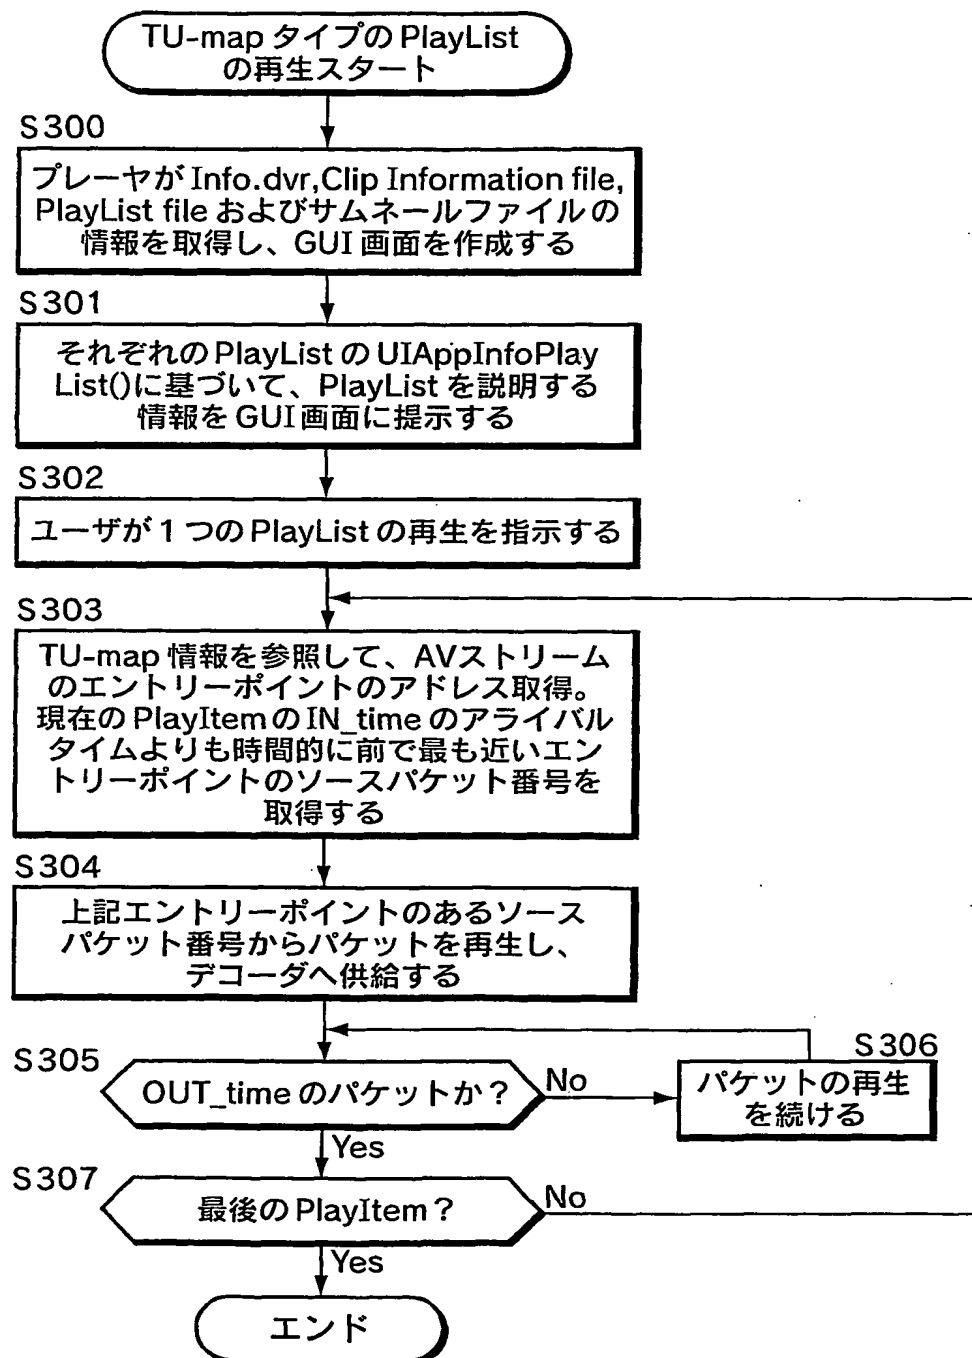 TU-map タイプの PlayList
の再生スタート
S300
プレーヤが Info.dvr,Clip Information file,
PlayList file およびサムネールファイルの
情報を取得し、GUI 画面を作成する
S301
それぞれの PlayList の UIAppInfoPlay
List()に基づいて、PlayList を説明する
情報を GUI 画面に提示する
S302
ユーザが 1 つの PlayList の再生を指示する
S303
TU-map 情報を参照して、AVストリーム
のエントリーポイントのアドレス取得。
現在の PlayItem の IN_time のアライバル
タイムよりも時間的に前で最も近いエン
トリーポイントのソースパケット番号を
取得する
S304
上記エントリーポイントのあるソース
パケット番号からパケットを再生し、
デコーダへ供給する
S305
OUT_time のパケットか?
No
S306
パケットの再生
を続ける
Yes
S307
最後の PlayItem?
No
Yes
エンド